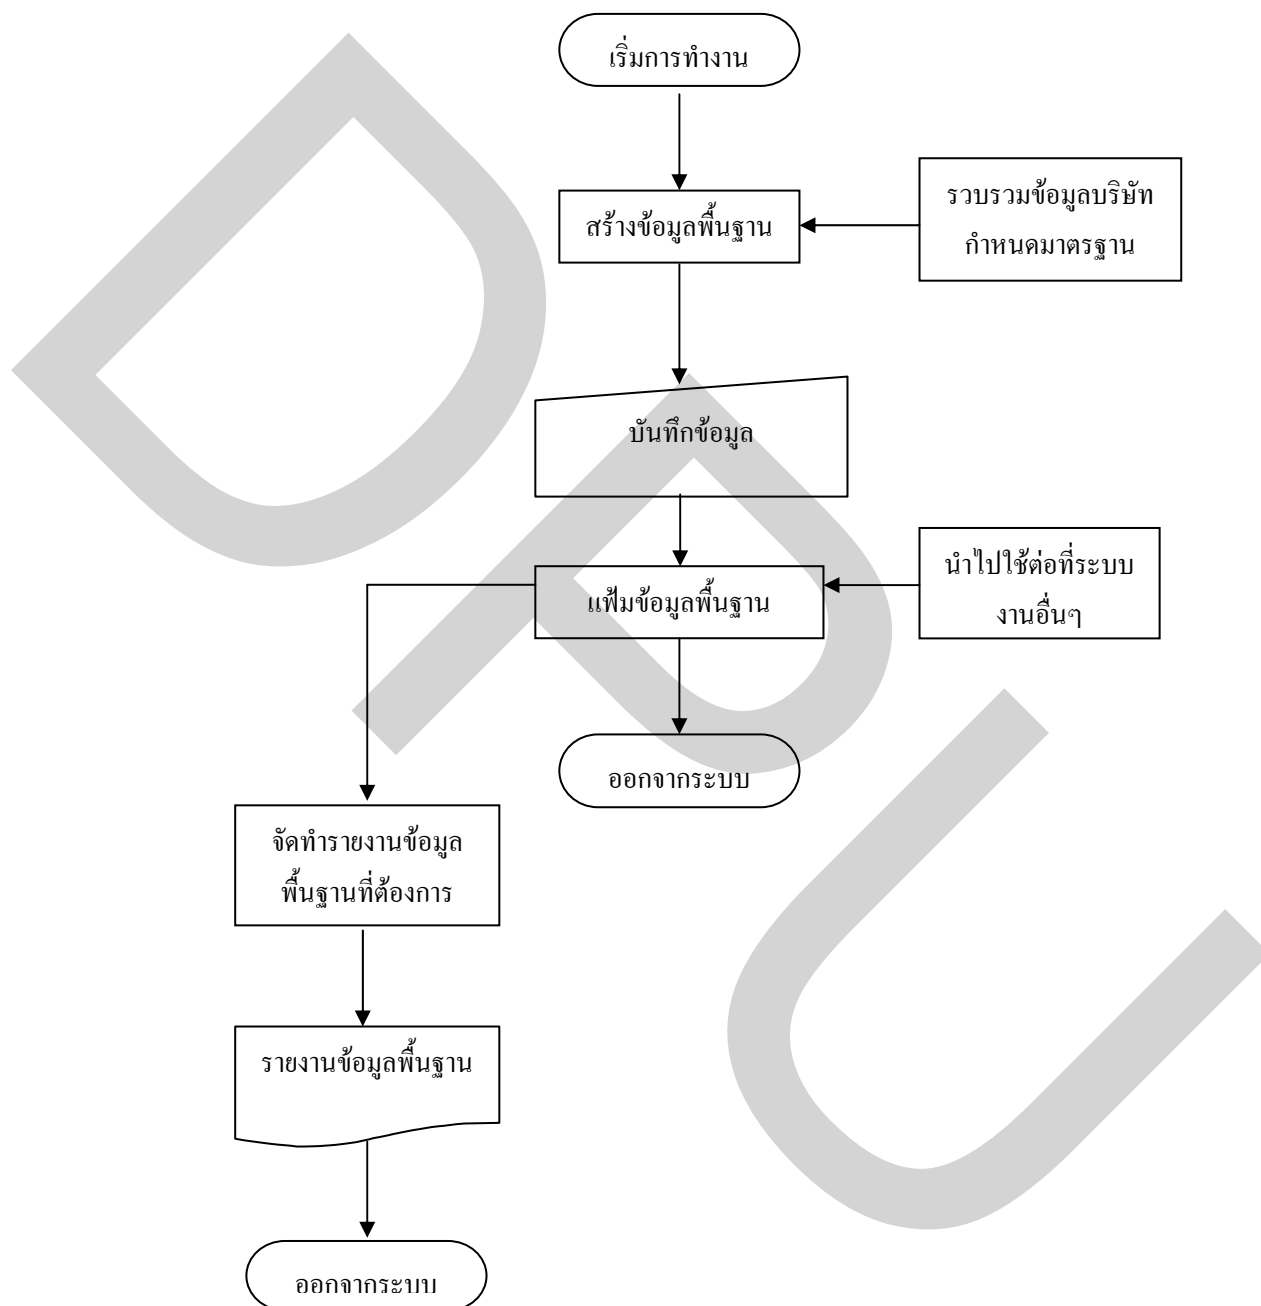 เริ่มการทำงาน
สร้างข้อมูลพื้นฐาน
รวบรวมข้อมูลบริษัท
กำหนดมาตรฐาน
บันทึกข้อมูล
แฟ้มข้อมูลพื้นฐาน
นำไปใช้ต่อที่ระบบ
งานอื่นๆ
ออกจากระบบ
จัดทำรายงานข้อมูล
พื้นฐานที่ต้องการ
รายงานข้อมูลพื้นฐาน
ออกจากระบบ
DPU